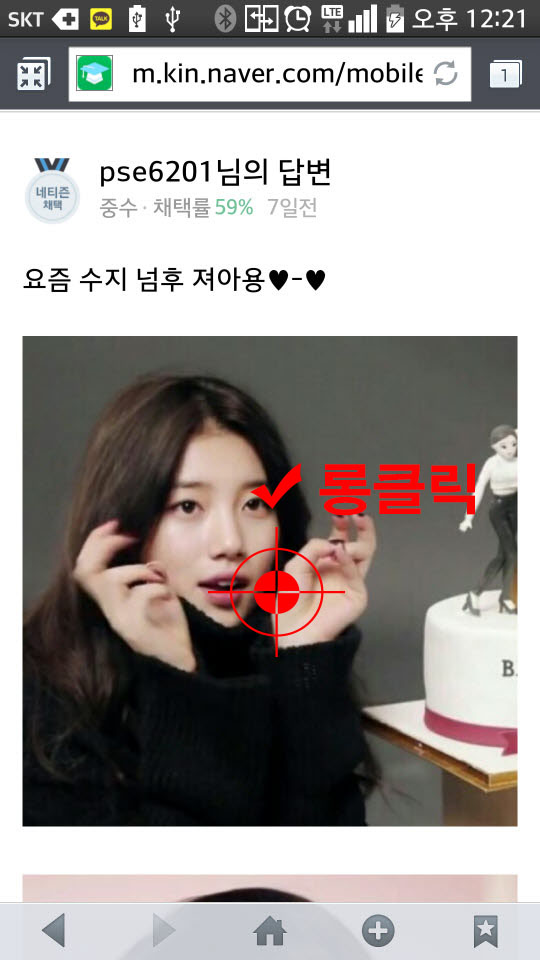 SKT TALK LTE 오후 12:21
m.kin.naver.com/mobile 1
네티즌
채택
pse6201님의 답변
중수 · 채택률 59% 7일전
요즘 수지 넘후 져아용♥-♥
✔ 롱클릭
B.